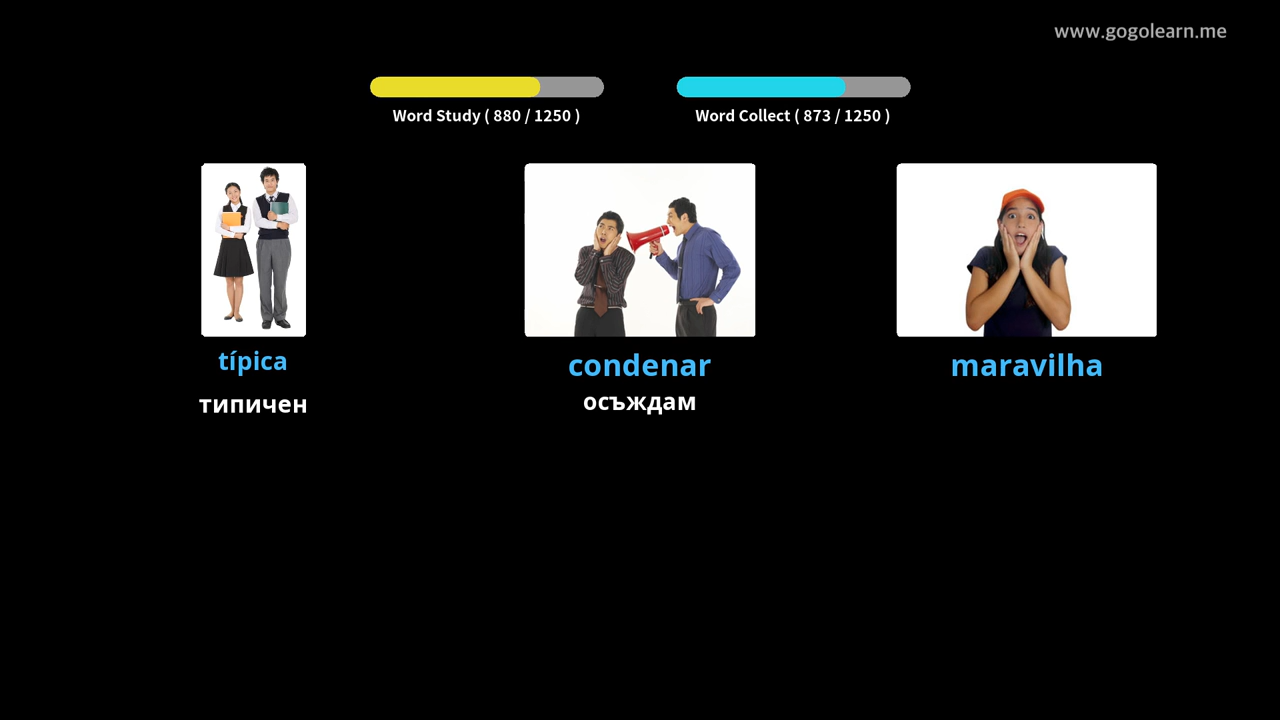 www.gogolearn.me
Word Study ( 880 / 1250 )
Word Collect ( 873 / 1250 )
típica
condenar
maravilha
типичен
осъждам